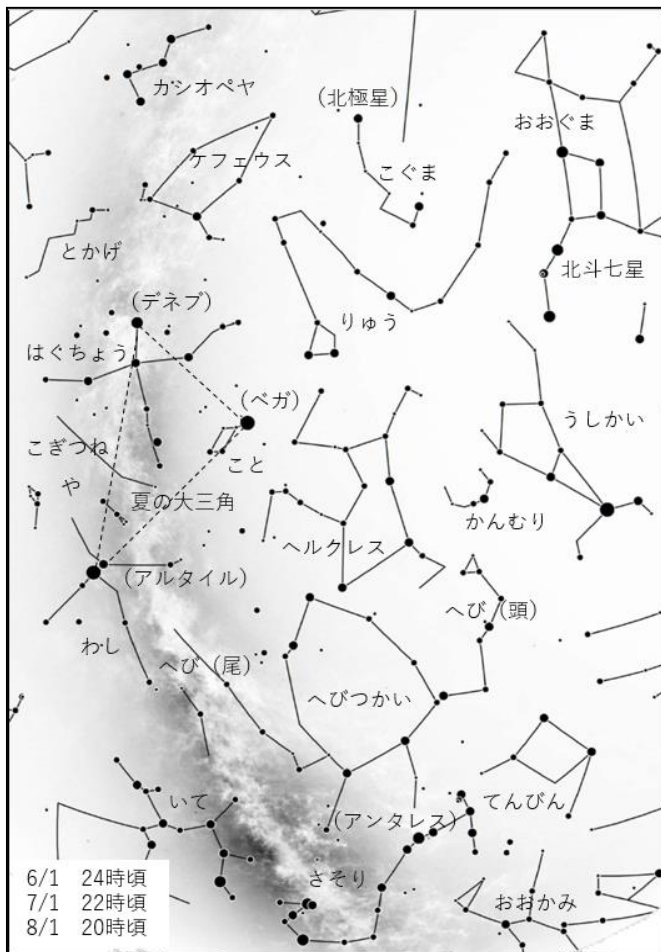 カシオペヤ
(北極星)
おおぐま
ケフェウス
こぐま
とかげ
北斗七星
(デネブ)
りゅう
はくちょう
(ベガ)
うしかい
こぎつね
こと
や
夏の大三角
かんむり
ヘルクレス
(アルタイル)
へび(頭)
わし
へび(尾)
へびつかい
いて
てんびん
(アンタレス)
さそり
おおかみ
6/1 24時頃
7/1 22時頃
8/1 20時頃